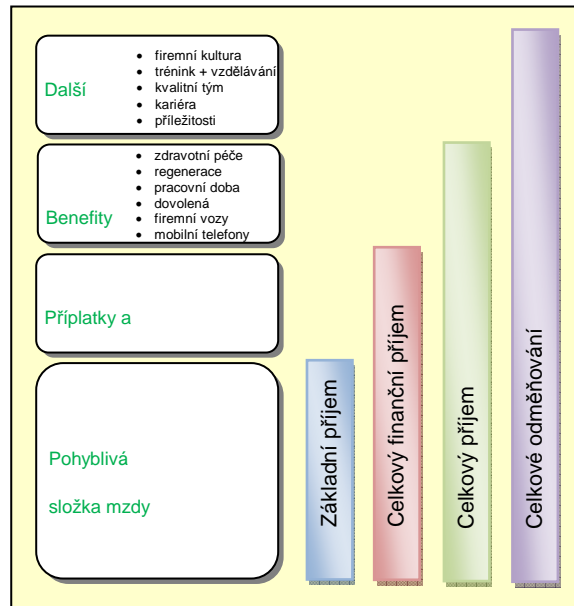 Další
• firemní kultura
• trénink + vzdělávání
• kvalitní tým
• kariéra
• příležitosti
Benefity
• zdravotní péče
• regenerace
• pracovní doba
• dovolená
• firemní vozy
• mobilní telefony
Příplatky a
Pohyblivá
složka mzdy
Základní příjem
Celkový finanční příjem
Celkový příjem
Celkové odměňování